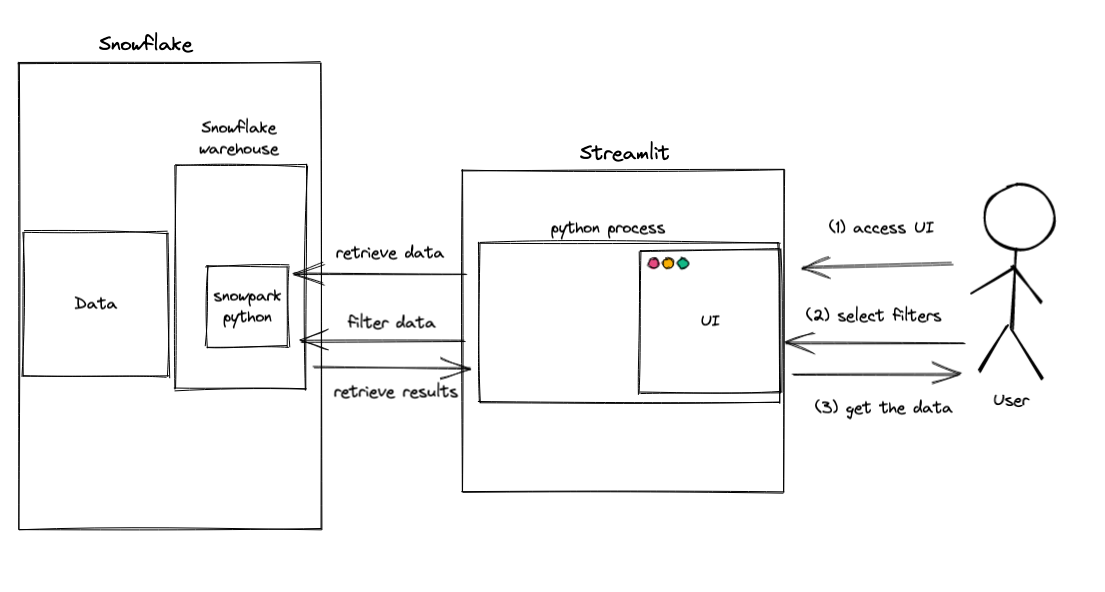 Snowflake
Snowflake
warehouse
Data
snowpark
python
retrieve data
filter data
retrieve results
Streamlit
python process
UI
(1) access UI
(2) select filters
(3) get the data
User